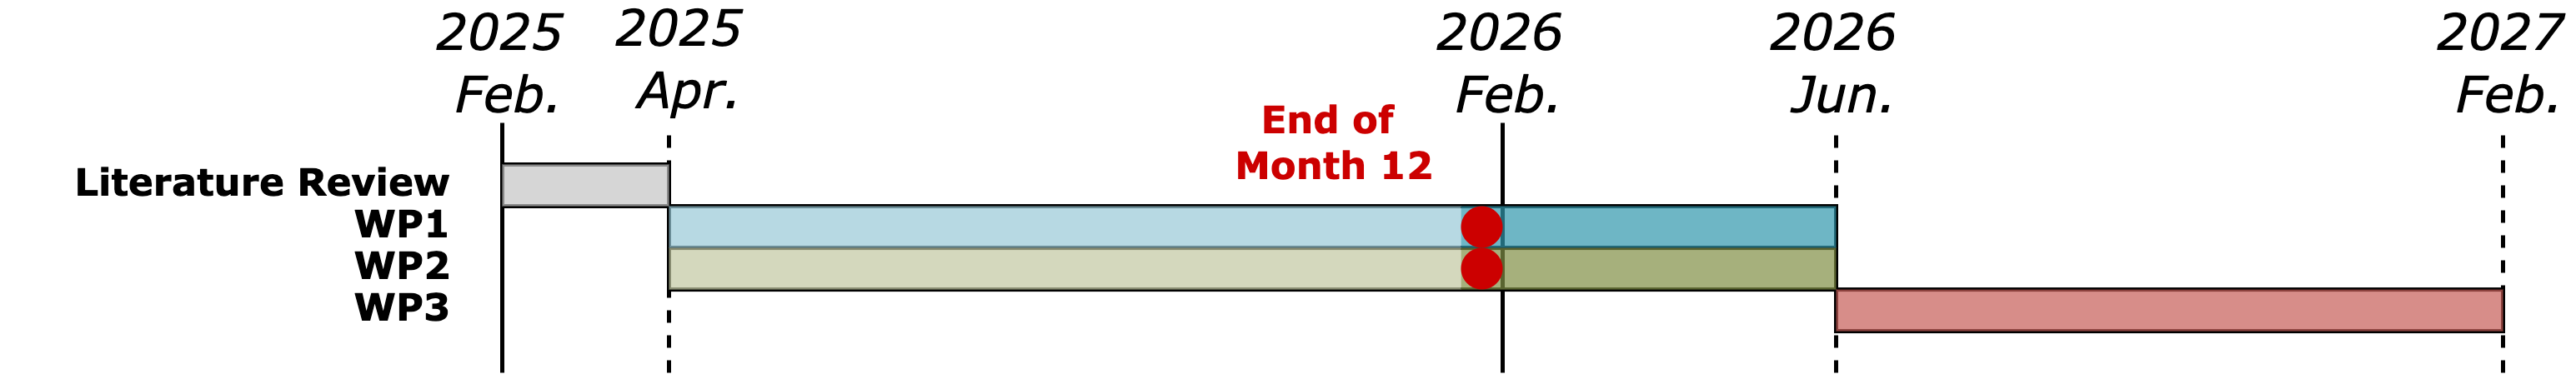 2025
Feb.
2025
Apr.
2026
Feb.
2026
Jun.
2027
Feb.
End of
Month 12
Literature Review
WP1
WP2
WP3